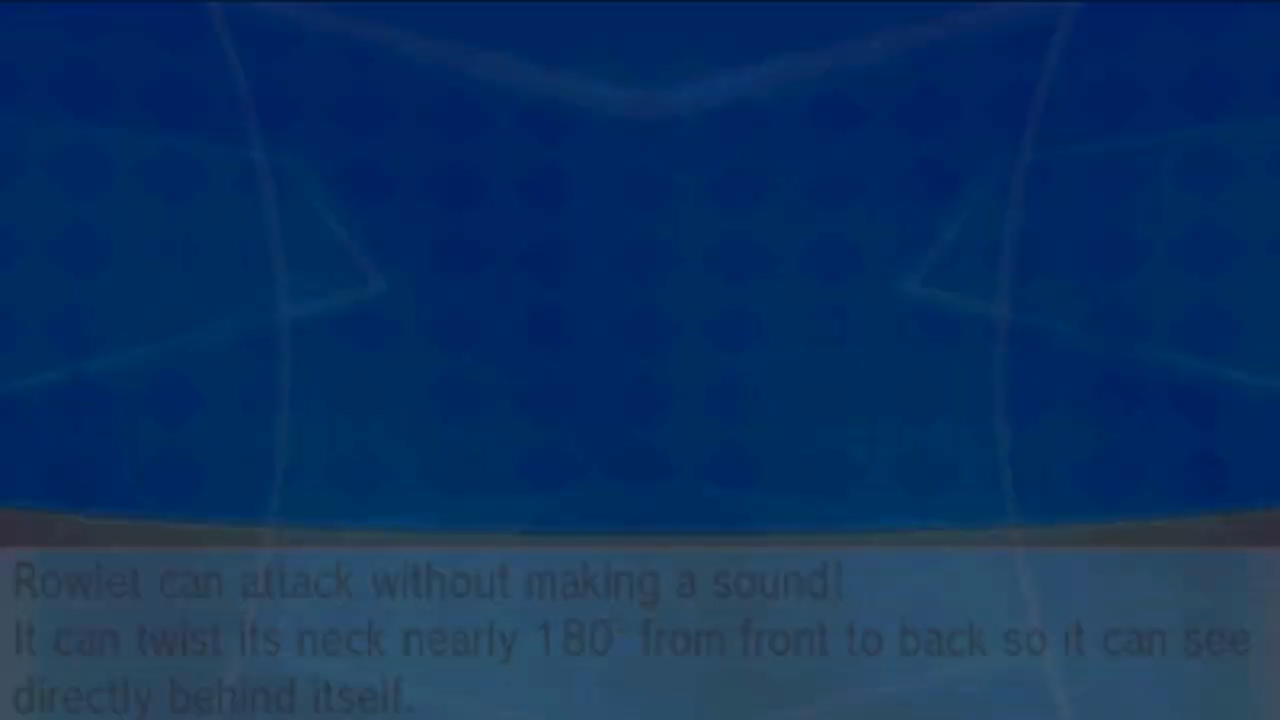 Rowlet can attack without making a sound!
It can twist its neck nearly 180° from front to back so it can see
directly behind itself.